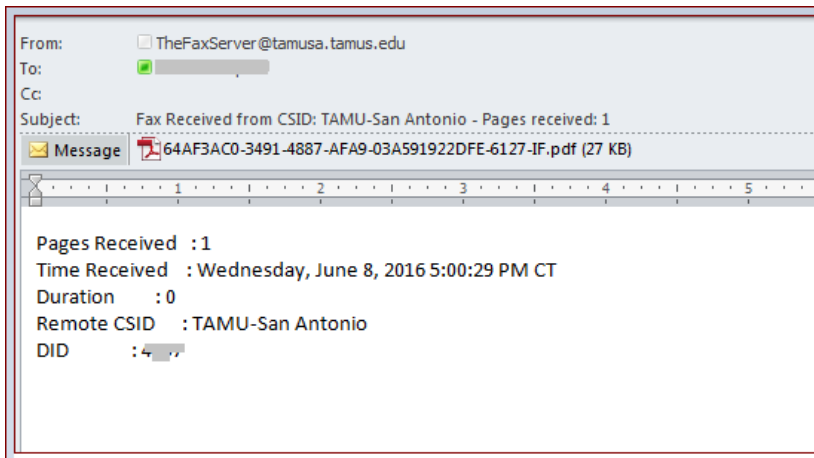 From: TheFaxServer@tamusa.tamus.edu
To:
Cc:
Subject: Fax Received from CSID: TAMU-San Antonio - Pages received: 1
Message 64AF3AC0-3491-4887-AFA9-03A591922DFE-6127-IF.pdf (27 KB)
1 2 3 4 5
Pages Received : 1
Time Received : Wednesday, June 8, 2016 5:00:29 PM CT
Duration : 0
Remote CSID : TAMU-San Antonio
DID :